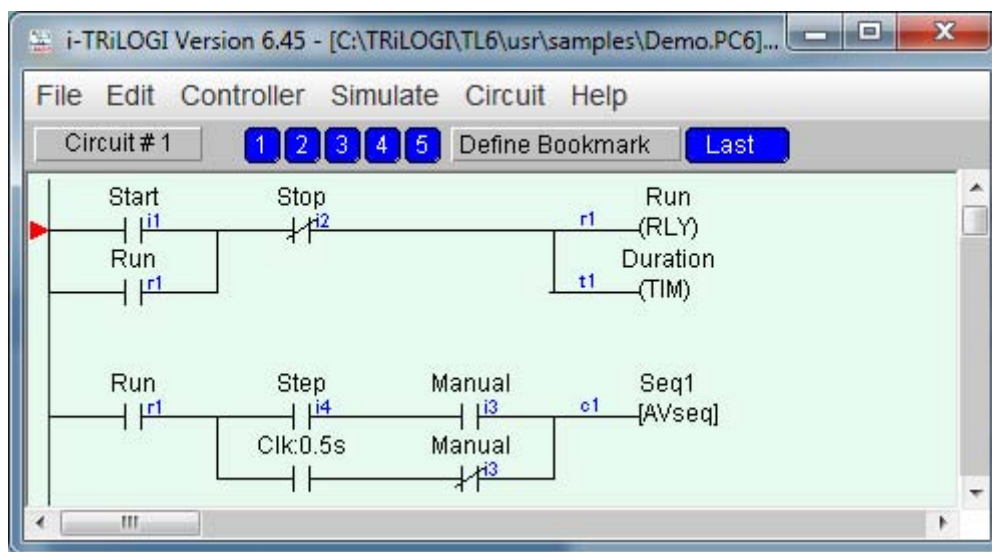 i-TRiLOGI Version 6.45 - [C:\TRiLOGI\TL6\usr\samples\Demo.PC6]...
File Edit Controller Simulate Circuit Help
Circuit # 1 1 2 3 4 5 Define Bookmark Last
Start Stop Run
i1 i2 r1 (RLY)
Run Duration
r1 t1 (TIM)
Run Step Manual Seq1
r1 i4 i3 c1 [AVseq]
Clk:0.5s Manual
i3